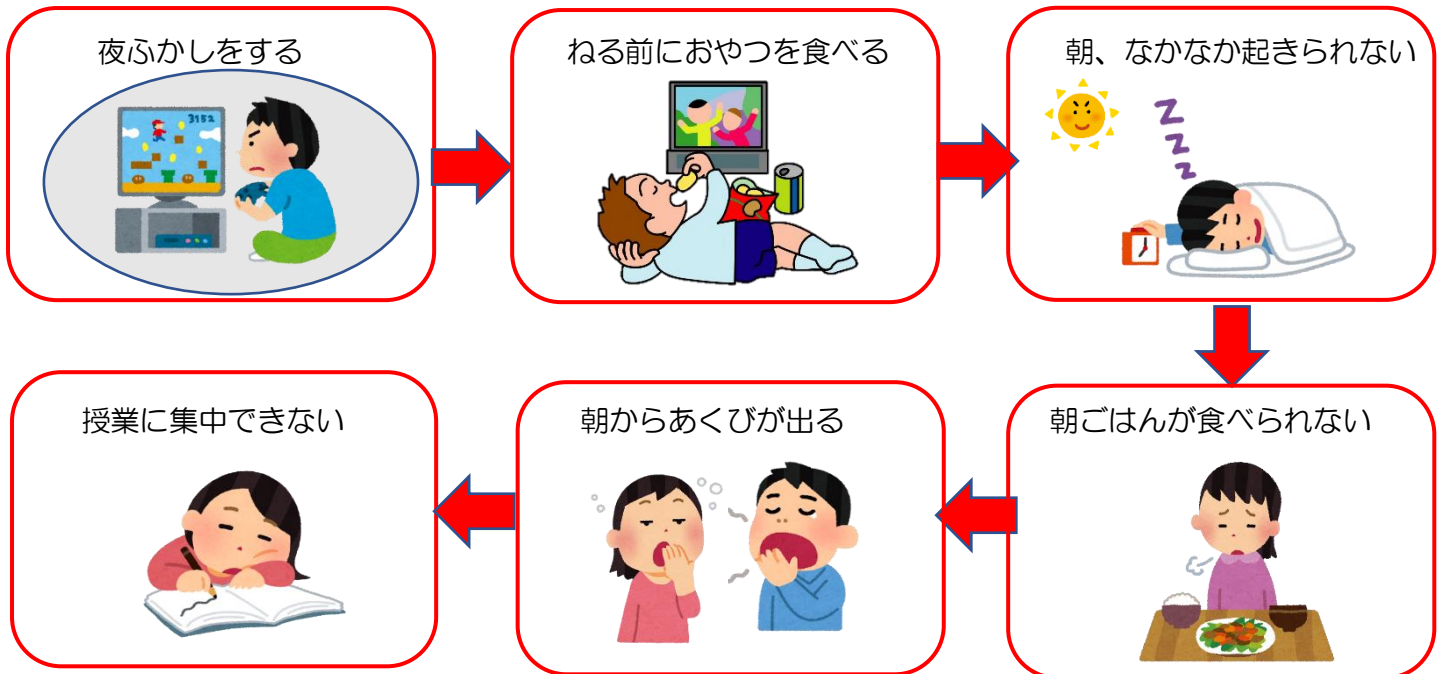 夜ふかしをする
3152
ねる前におやつを食べる
朝、なかなか起きられない
Z
Z
Z
朝ごはんが食べられない
朝からあくびが出る
授業に集中できない